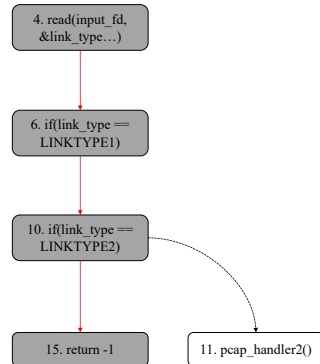 4. read(input_fd,
&link_type…)
6. if(link_type ==
LINKTYPE1)
10. if(link_type ==
LINKTYPE2)
15. return -1
11. pcap_handler2()